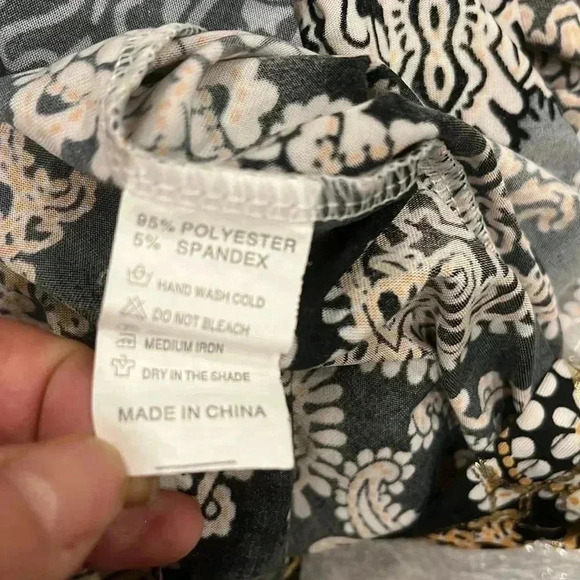 95% POLYESTER
5% SPANDEX
HAND WASH COLD
DO NOT BLEACH
MEDIUM IRON
DRY IN THE SHADE
MADE IN CHINA